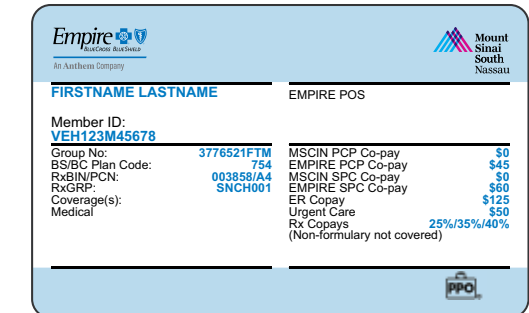 Empire
BLUECROSS BLUESHIELD
An Anthem Company
Mount
Sinai
South
Nassau
FIRSTNAME LASTNAME
EMPIRE POS
Member ID:
VEH123M45678
Group No: 3776521FTM
BS/BC Plan Code: 754
RxBIN/PCN: 003858/A4
RxGRP: SNCH001
Coverage(s):
Medical
MSCIN PCP Co-pay $0
EMPIRE PCP Co-pay $45
MSCIN SPC Co-pay $0
EMPIRE SPC Co-pay $60
ER Copay $125
Urgent Care $50
Rx Copays 25%/35%/40%
(Non-formulary not covered)
PPO